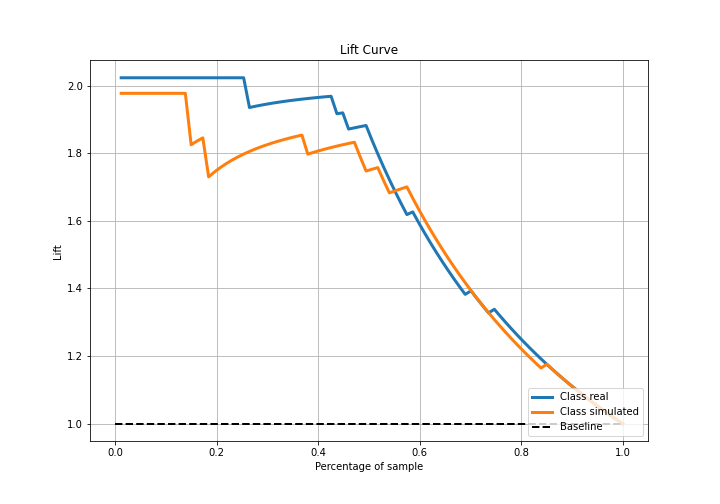 Lift Curve
Lift
2.0
1.8
1.6
1.4
1.2
1.0
0.0 0.2 0.4 0.6 0.8 1.0
Percentage of sample
Class real
Class simulated
Baseline